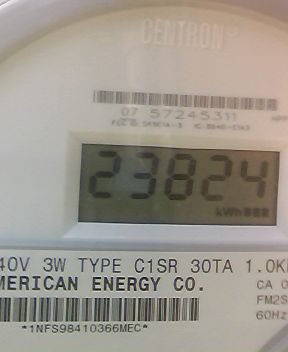 CENTRON®
07 57245311
23824
kWh
40V 3W TYPE C1SR 30TA 1.0K
MERICAN ENERGY CO.
CA 0
FM2S
60Hz
*1NFS98410366MEC*